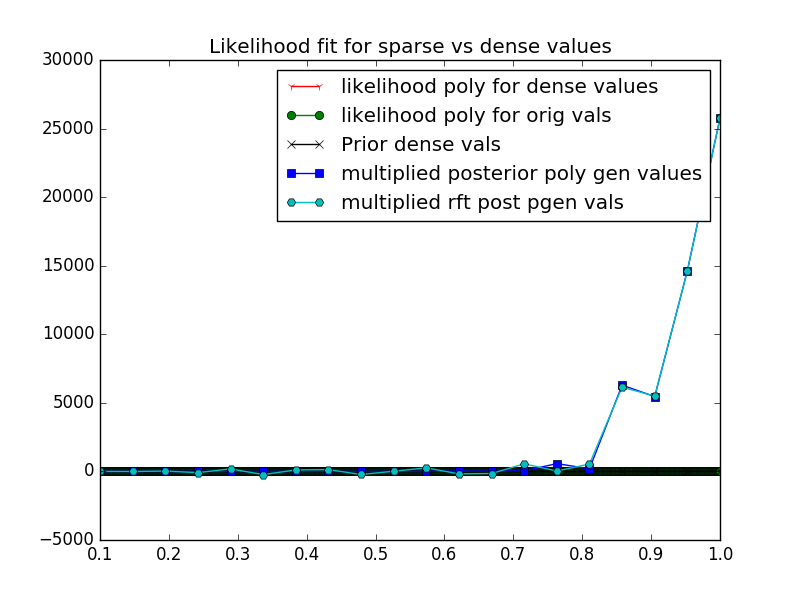 Likelihood fit for sparse vs dense values
30000
25000
20000
15000
10000
5000
0
−5000
likelihood poly for dense values
likelihood poly for orig vals
Prior dense vals
multiplied posterior poly gen values
multiplied rft post pgen vals
0.1 0.2 0.3 0.4 0.5 0.6 0.7 0.8 0.9 1.0